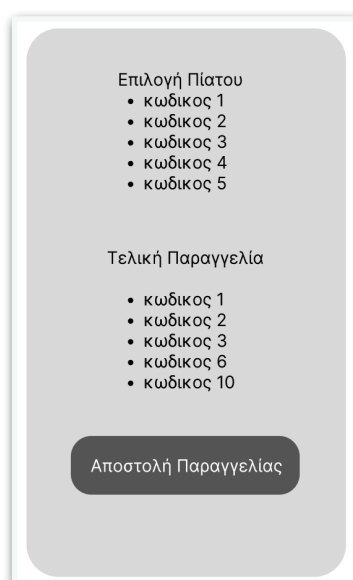 Επιλογή Πίατου
• κωδικος 1
• κωδικος 2
• κωδικος 3
• κωδικος 4
• κωδικος 5
Τελική Παραγγελία
• κωδικος 1
• κωδικος 2
• κωδικος 3
• κωδικος 6
• κωδικος 10
Αποστολή Παραγγελίας